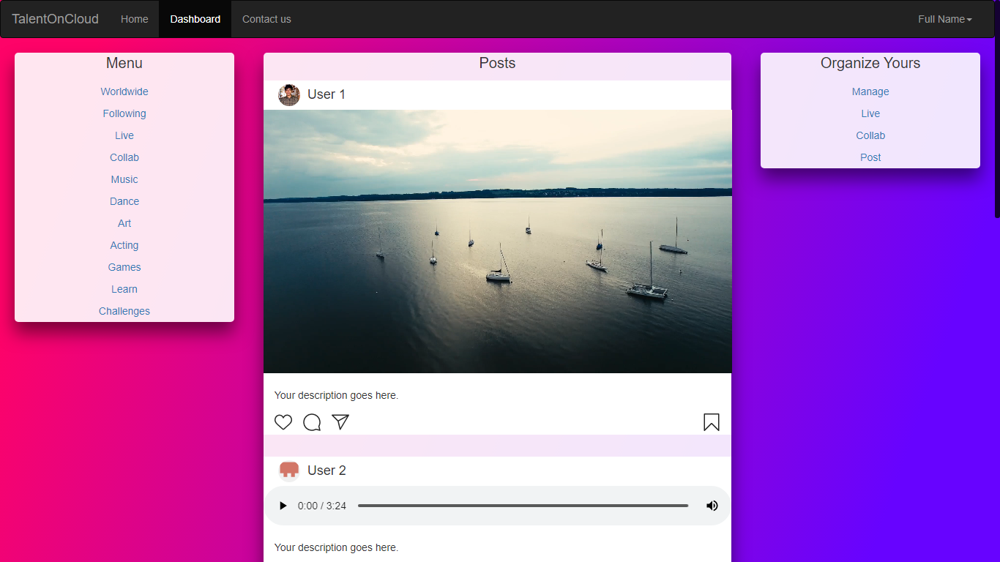 TalentOnCloud Home Dashboard Contact us Full Name
Menu
Worldwide
Following
Live
Collab
Music
Dance
Art
Acting
Games
Learn
Challenges
Posts
User 1
Your description goes here.
User 2
0:00 / 3:24
Your description goes here.
Organize Yours
Manage
Live
Collab
Post